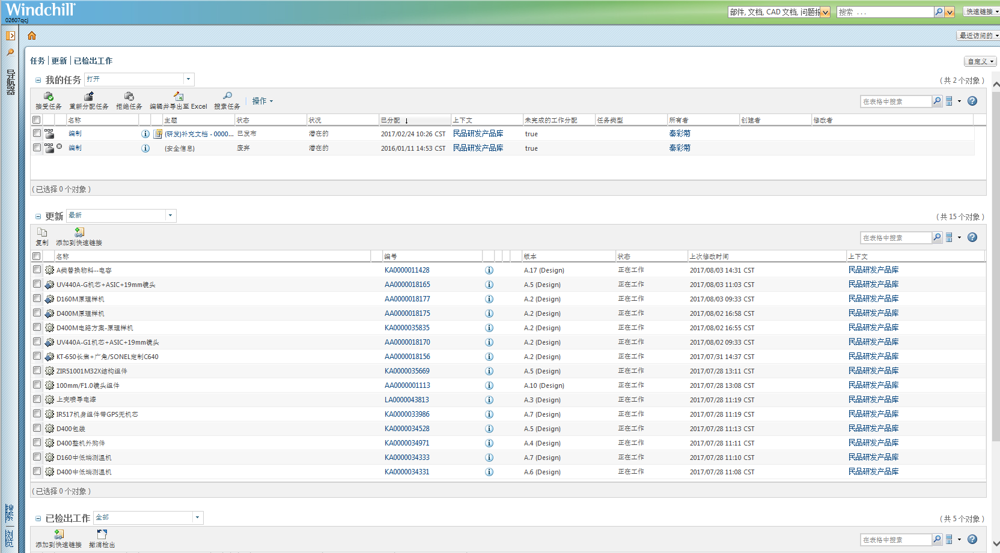 Windchill
02607qcj
部件, 文档, CAD 文档, 问题报
搜索 . . .
快速链接
最近访问的
导航器
任务 | 更新 | 已检出工作
自定义
我的任务 打开
( 共 2 个对象 )
接受任务 重新分配任务 拒绝任务 编辑并导出至 Excel 搜索任务 操作
在表格中搜索
名称 主题 状态 状况 已分配 ↓ 上下文 未完成的工作分配 任务类型 所有者 创建者 修改者
编制 (研发)补充文档 - 0000... 已发布 潜在的 2017/02/24 10:26 CST 民品研发产品库 true 秦彩菊
编制 (安全信息) 废弃 潜在的 2016/01/11 14:53 CST 民品研发产品库 true 秦彩菊
( 已选择 0 个对象 )
更新 最新
( 共 15 个对象 )
复制 添加到快速链接
在表格中搜索
名称 编号 版本 状态 上次修改时间 上下文
A类替换物料--电容 KA0000011428 A.17 (Design) 正在工作 2017/08/03 14:31 CST 民品研发产品库
UV440A-G机芯+ASIC+19mm镜头 AA0000018165 A.5 (Design) 正在工作 2017/08/03 11:03 CST 民品研发产品库
D160M原理样机 AA0000018177 A.2 (Design) 正在工作 2017/08/03 09:33 CST 民品研发产品库
D400M原理样机 AA0000018175 A.2 (Design) 正在工作 2017/08/02 16:58 CST 民品研发产品库
D400M电路方案-原理样机 KA0000035835 A.2 (Design) 正在工作 2017/08/02 16:55 CST 民品研发产品库
UV440A-G1机芯+ASIC+19mm镜头 AA0000018170 A.2 (Design) 正在工作 2017/08/02 09:33 CST 民品研发产品库
KT-650长焦+广角/SONEL定制C640 AA0000018156 A.2 (Design) 正在工作 2017/07/31 14:37 CST 民品研发产品库
ZIR51001M32X结构组件 KA0000035669 A.5 (Design) 正在工作 2017/07/28 13:11 CST 民品研发产品库
100mm/F1.0镜头组件 AA0000001113 A.10 (Design) 正在工作 2017/07/28 13:08 CST 民品研发产品库
上壳喷导电漆 LA0000043813 A.3 (Design) 正在工作 2017/07/28 11:19 CST 民品研发产品库
IR517机身组件带GPS无机芯 KA0000033986 A.7 (Design) 正在工作 2017/07/28 11:19 CST 民品研发产品库
D400包装 KA0000034528 A.5 (Design) 正在工作 2017/07/28 11:13 CST 民品研发产品库
D400整机外购件 KA0000034971 A.4 (Design) 正在工作 2017/07/28 11:11 CST 民品研发产品库
D160中低端测温机 KA0000034333 A.7 (Design) 正在工作 2017/07/28 11:10 CST 民品研发产品库
D400中低端测温机 KA0000034331 A.6 (Design) 正在工作 2017/07/28 11:08 CST 民品研发产品库
( 已选择 0 个对象 )
搜索 | 浏览
已检出工作 全部
( 共 5 个对象 )
添加到快速链接 撤消检出
在表格中搜索